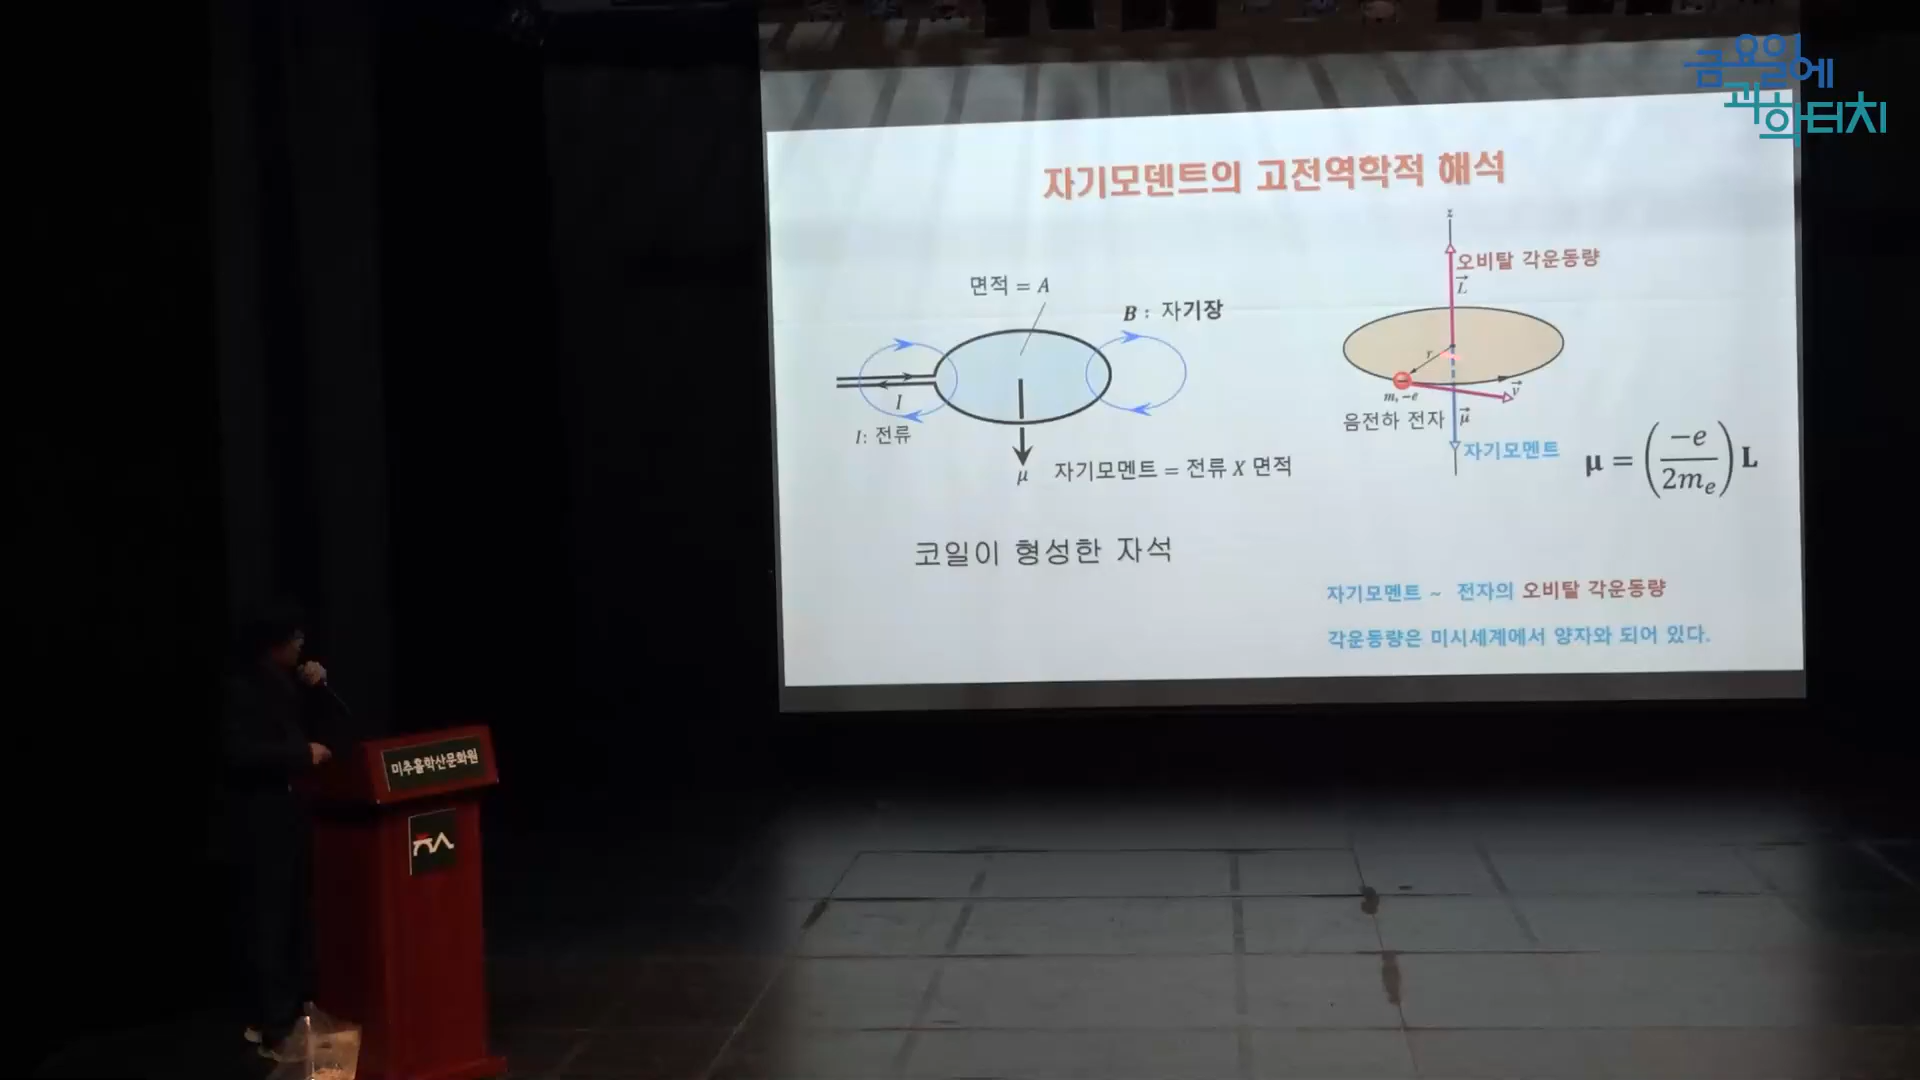 금요일에
과학터치
자기모덴트의 고전역학적 해석
면적 = A
B : 자기장
I
I: 전류
μ
자기모멘트 = 전류 X 면적
코일이 형성한 자석
z
오비탈 각운동량
L
r
m, -e
v
음전하 전자
μ
자기모멘트
μ = (-e / 2mₑ) L
자기모멘트 ~ 전자의 오비탈 각운동량
각운동량은 미시세계에서 양자와 되어 있다.
미추홀학산문화원